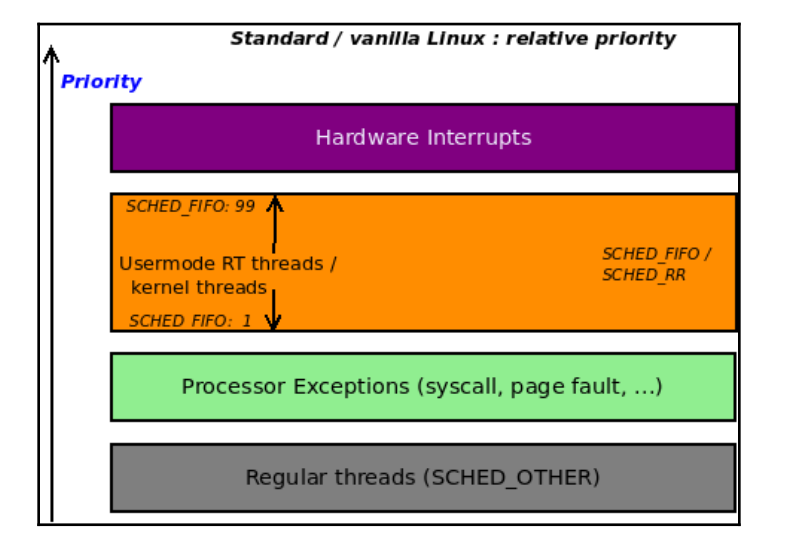 Standard / vanilla Linux : relative priority
Priority
Hardware Interrupts
SCHED_FIFO: 99
Usermode RT threads /
kernel threads
SCHED_FIFO /
SCHED_RR
SCHED_FIFO: 1
Processor Exceptions (syscall, page fault, ...)
Regular threads (SCHED_OTHER)